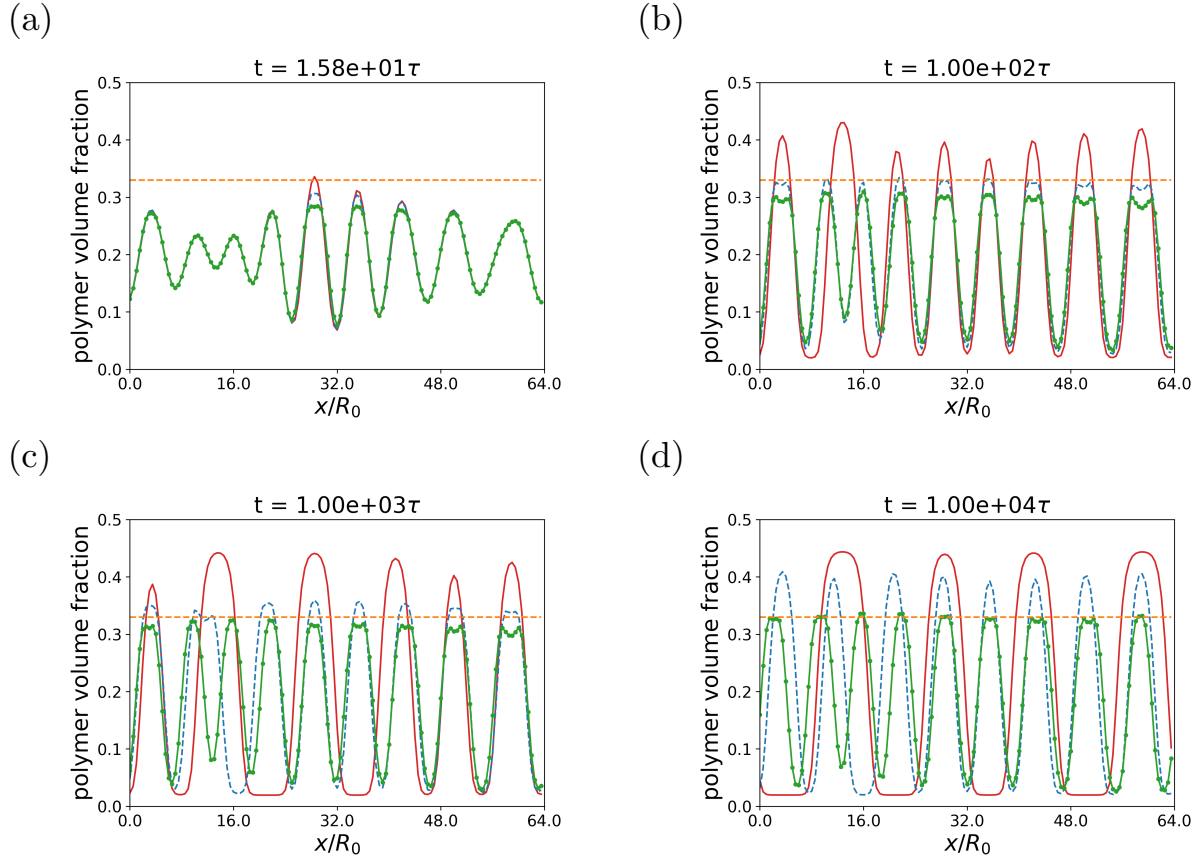 (a)
t = 1.58e+01τ
polymer volume fraction
0.5
0.4
0.3
0.2
0.1
0.0
0.0 16.0 32.0 48.0 64.0
x/R₀
(b)
t = 1.00e+02τ
polymer volume fraction
0.5
0.4
0.3
0.2
0.1
0.0
0.0 16.0 32.0 48.0 64.0
x/R₀
(c)
t = 1.00e+03τ
polymer volume fraction
0.5
0.4
0.3
0.2
0.1
0.0
0.0 16.0 32.0 48.0 64.0
x/R₀
(d)
t = 1.00e+04τ
polymer volume fraction
0.5
0.4
0.3
0.2
0.1
0.0
0.0 16.0 32.0 48.0 64.0
x/R₀